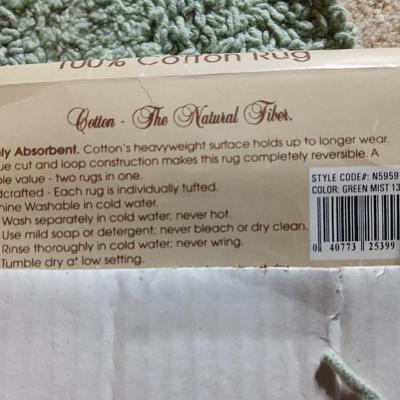 100% Cotton Rug
Cotton - The Natural Fiber.
ly Absorbent. Cotton's heavyweight surface holds up to longer wear.
ue cut and loop construction makes this rug completely reversible. A
ble value - two rugs in one.
dcrafted - Each rug is individually tufted.
hine Washable in cold water.
Wash separately in cold water; never hot.
Use mild soap or detergent; never bleach or dry clean.
Rinse thoroughly in cold water; never wring.
Tumble dry at low setting.
STYLE CODE#: N5959
COLOR: GREEN MIST 13
0 40773 25399